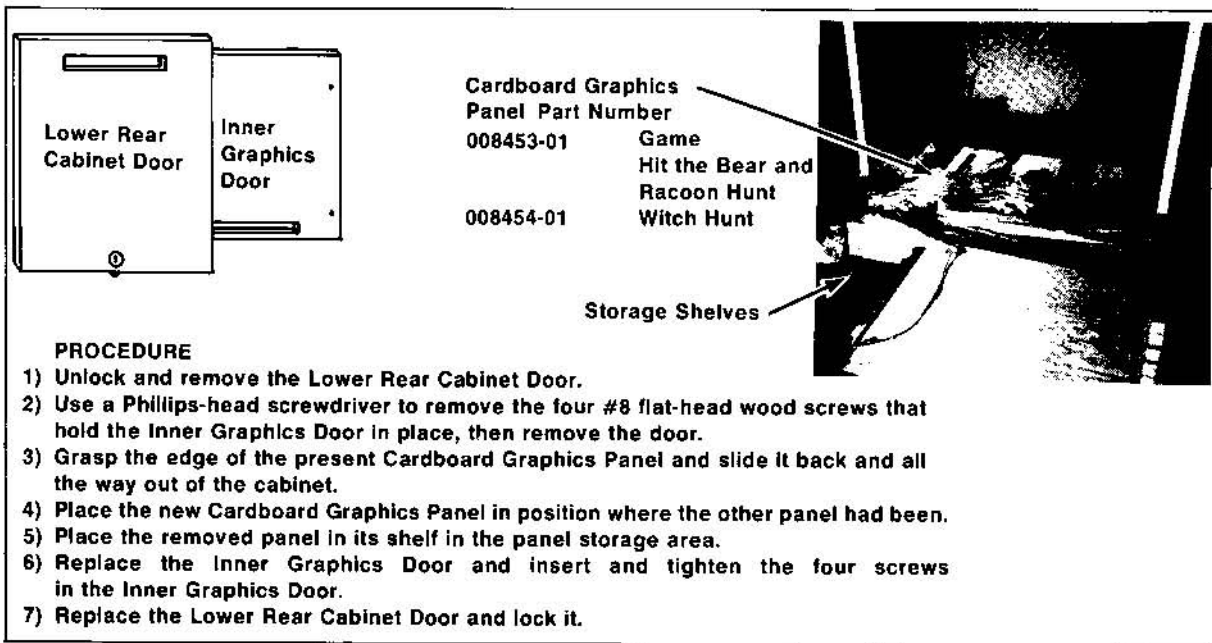 Lower Rear
Cabinet Door
Inner
Graphics
Door
Cardboard Graphics
Panel Part Number
008453-01 Game
Hit the Bear and
Racoon Hunt
008454-01 Witch Hunt
Storage Shelves
PROCEDURE
1) Unlock and remove the Lower Rear Cabinet Door.
2) Use a Phillips-head screwdriver to remove the four #8 flat-head wood screws that
hold the Inner Graphics Door in place, then remove the door.
3) Grasp the edge of the present Cardboard Graphics Panel and slide it back and all
the way out of the cabinet.
4) Place the new Cardboard Graphics Panel in position where the other panel had been.
5) Place the removed panel in its shelf in the panel storage area.
6) Replace the Inner Graphics Door and insert and tighten the four screws
in the Inner Graphics Door.
7) Replace the Lower Rear Cabinet Door and lock it.